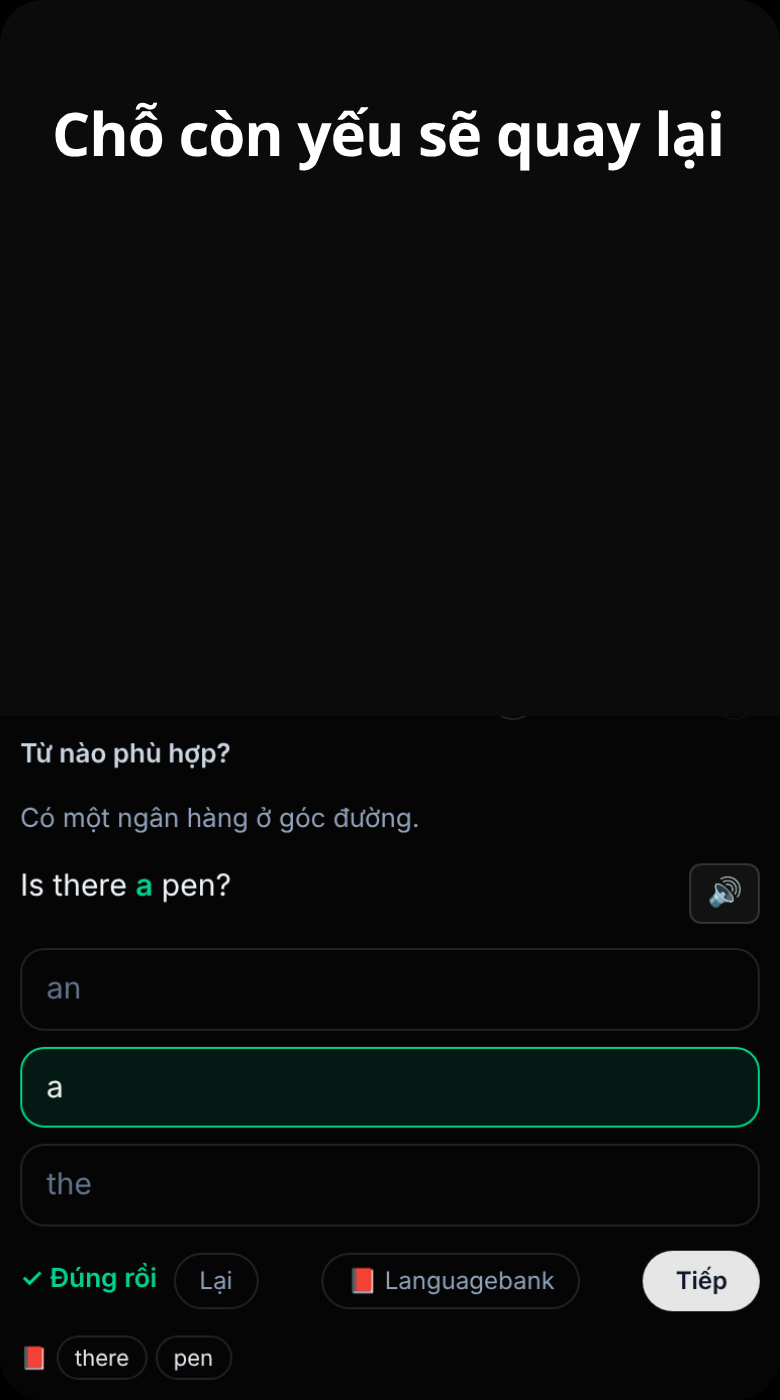 Chỗ còn yếu sẽ quay lại
Từ nào phù hợp?
Có một ngân hàng ở góc đường.
Is there a pen?
an
a
the
✓ Đúng rồi
Lại
Languagebank
Tiếp
there
pen